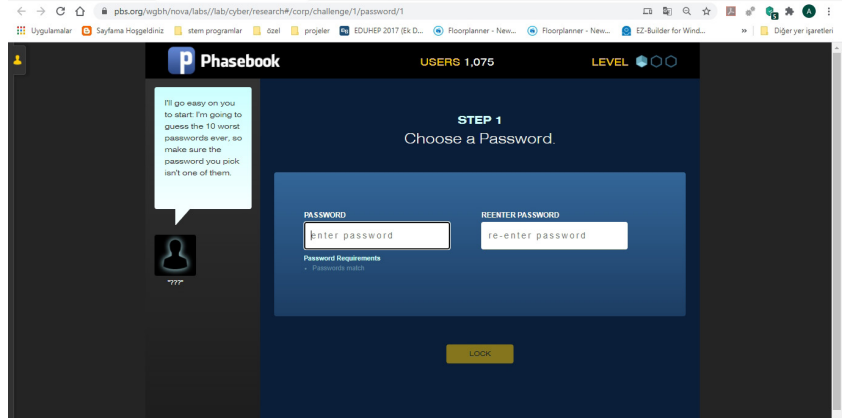 pbs.org/wgbh/nova/labs//lab/cyber/research#/corp/challenge/1/password/1
Uygulamalar Sayfama Hoşgeldiniz stem programlar özel projeler EDUHEP 2017 (Ek D... Floorplanner - New... Floorplanner - New... EZ-Builder for Wind... » Diğer yer işaretleri
Phasebook USERS 1,075 LEVEL
I'll go easy on you
to start: I'm going to
guess the 10 worst
passwords ever, so
make sure the
password you pick
isn't one of them.
"???"
STEP 1
Choose a Password.
PASSWORD REENTER PASSWORD
enter password re-enter password
Password Requirements
- Passwords match
LOCK